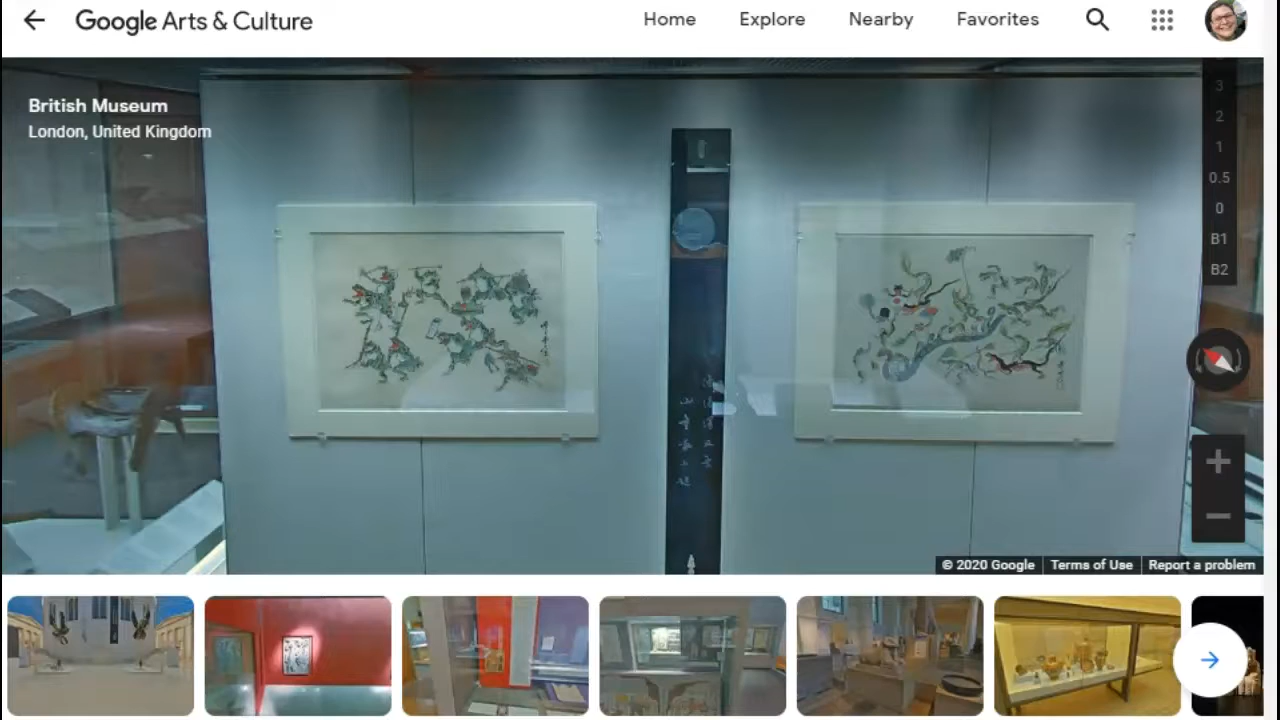 Google Arts & Culture
Home
Explore
Nearby
Favorites
British Museum
London, United Kingdom
3
2
1
0.5
0
B1
B2
© 2020 Google
Terms of Use
Report a problem